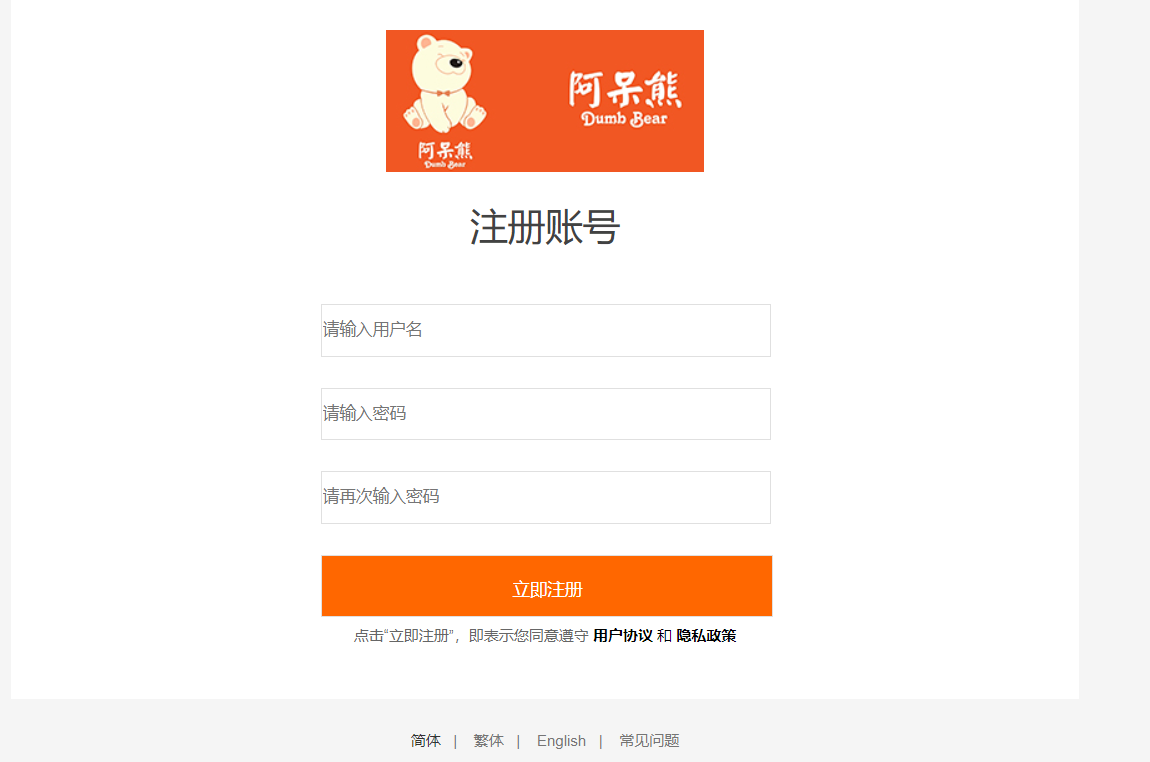 阿呆熊
Dumb Bear
阿呆熊
Dumb Bear
注册账号
请输入用户名
请输入密码
请再次输入密码
立即注册
点击“立即注册”，即表示您同意遵守 用户协议 和 隐私政策
简体 | 繁体 | English | 常见问题